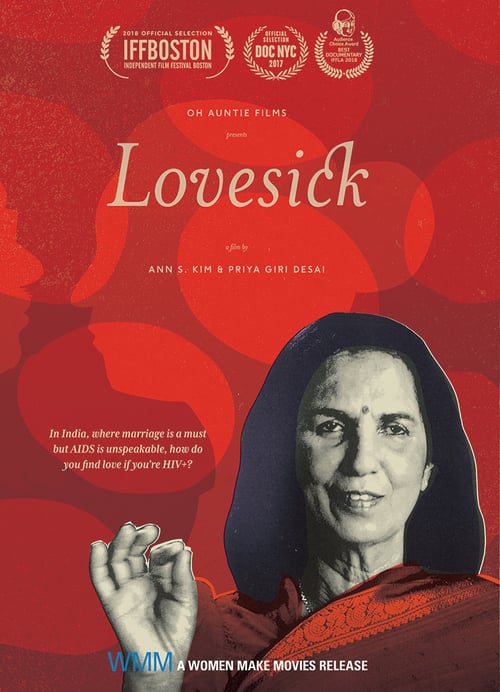 2018 OFFICIAL SELECTION
IFFBOSTON
INDEPENDENT FILM FESTIVAL BOSTON
OFFICIAL
SELECTION
DOC NYC
2017
Audience
Choice Award
BEST
DOCUMENTARY
IFFLA 2018
OH AUNTIE FILMS
presents
Lovesick
a film by
ANN S. KIM & PRIYA GIRI DESAI
In India, where marriage is a must
but AIDS is unspeakable, how do
you find love if you're HIV+?
WMM A WOMEN MAKE MOVIES RELEASE